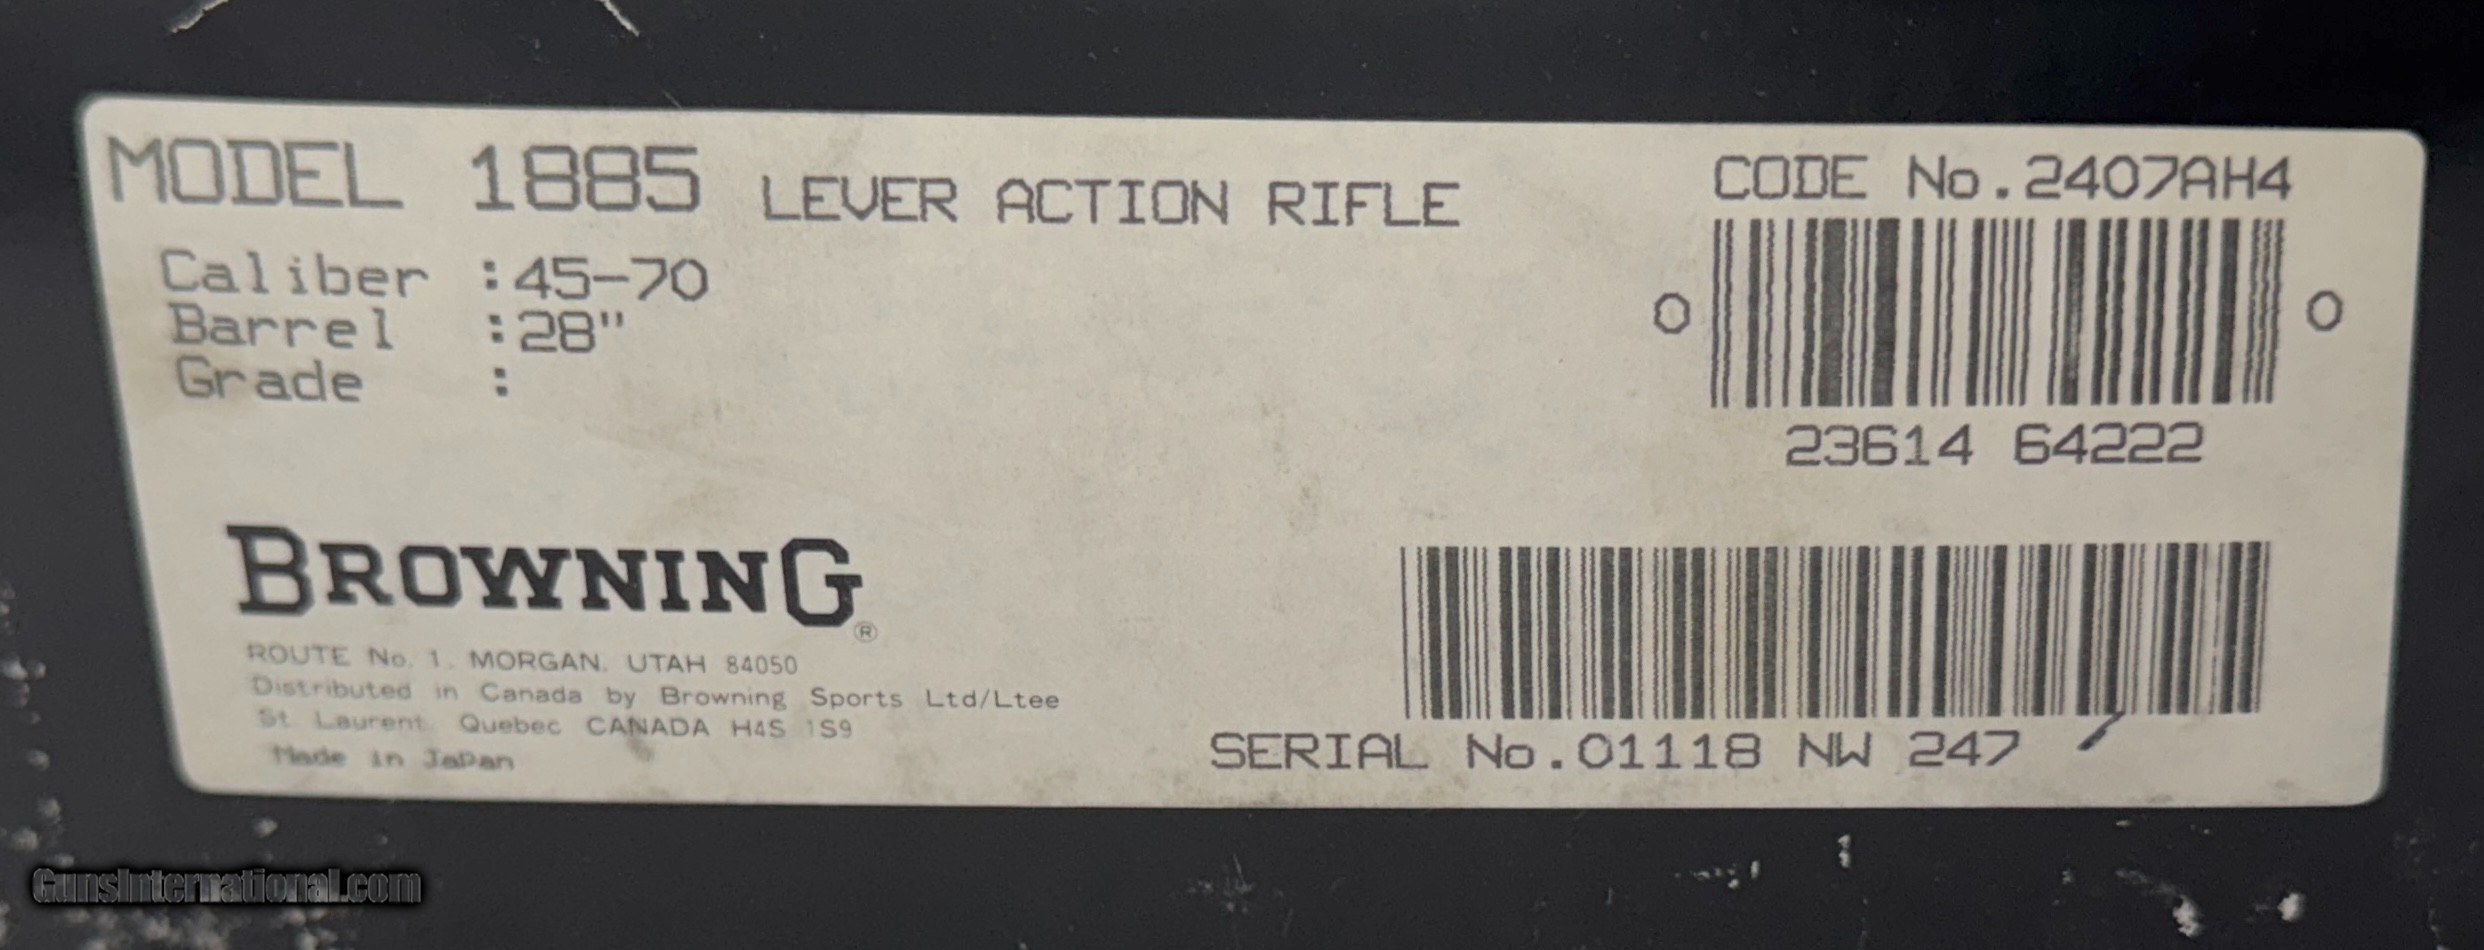 MODEL 1885 LEVER ACTION RIFLE
Caliber :45-70
Barrel :28"
Grade :
CODE No.2407AH4
0 0
23614 64222
BROWNING®
ROUTE No. 1, MORGAN, UTAH 84050
Distributed in Canada by Browning Sports Ltd/Ltee
St. Laurent, Quebec CANADA H4S 1S9
Made in Japan
SERIAL No.01118 NW 247
GunsInternational.com